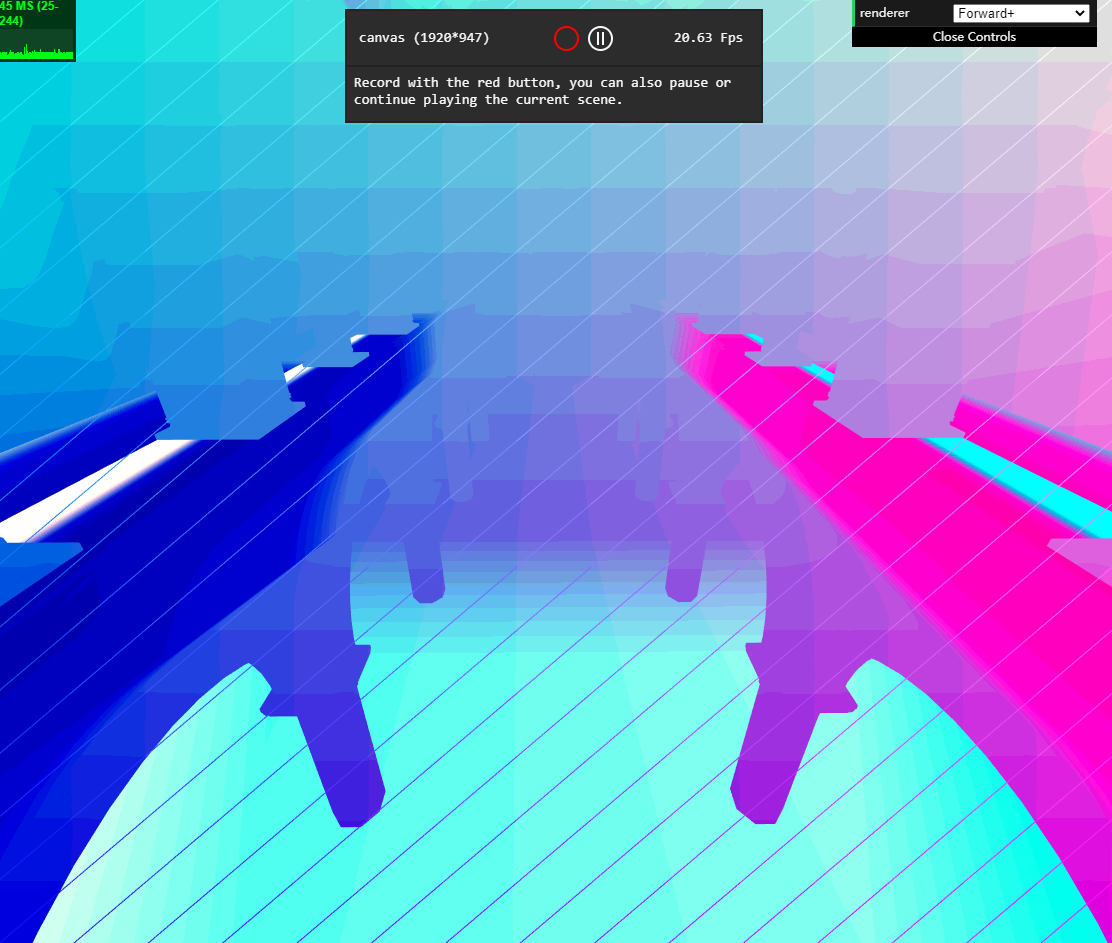 45 MS (25-
244)
canvas (1920*947)
20.63 Fps
Record with the red button, you can also pause or
continue playing the current scene.
renderer
Forward+
Close Controls